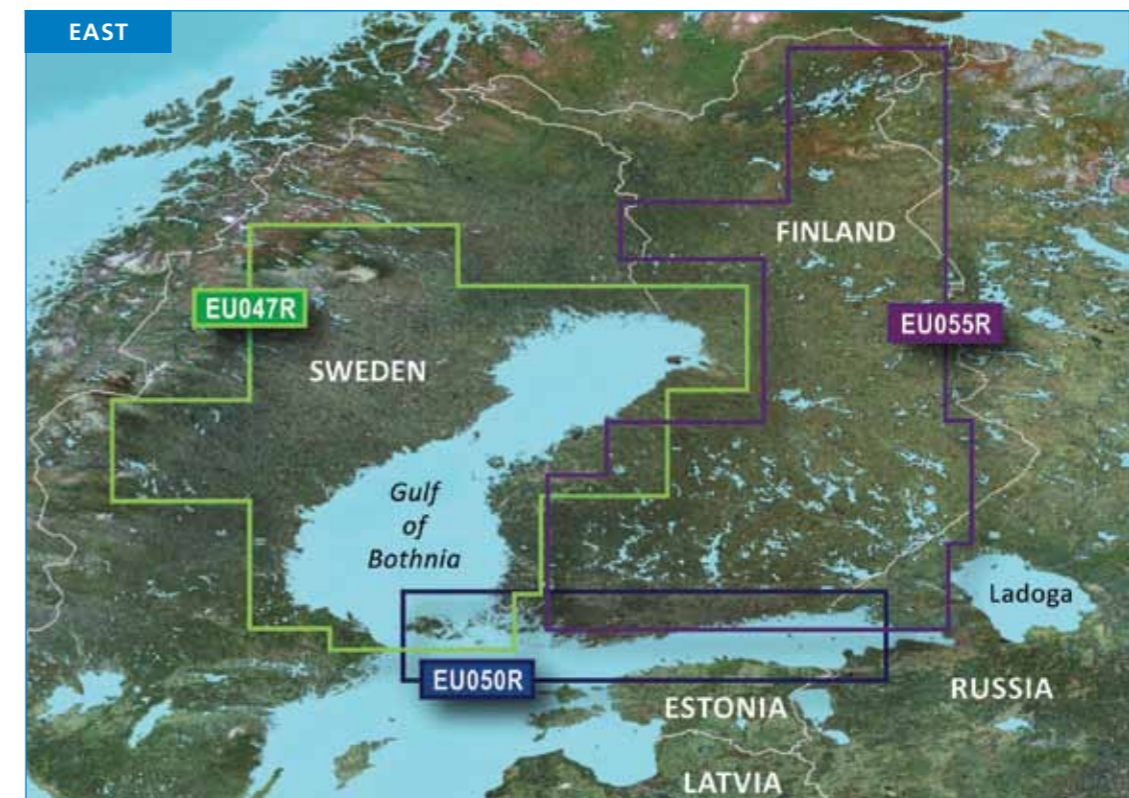 EAST
FINLAND
EU047R
EU055R
SWEDEN
Gulf
of
Bothnia
Ladoga
EU050R
RUSSIA
ESTONIA
LATVIA